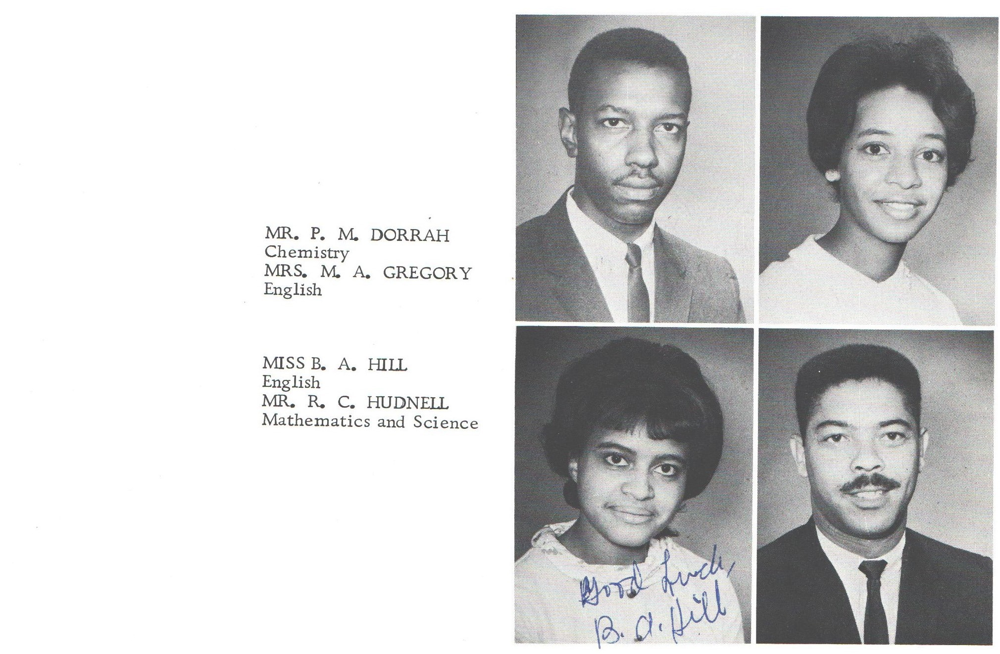 MR. P. M. DORRAH
Chemistry
MRS. M. A. GREGORY
English
MISS B. A. HILL
English
MR. R. C. HUDNELL
Mathematics and Science
Good Luck,
B. A. Hill